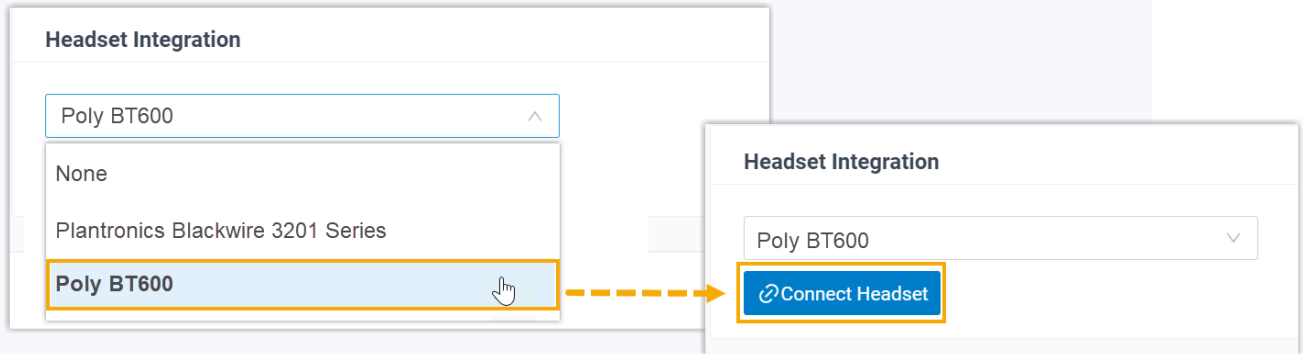 Headset Integration
Poly BT600
None
Plantronics Blackwire 3201 Series
Poly BT600
Headset Integration
Poly BT600
Connect Headset